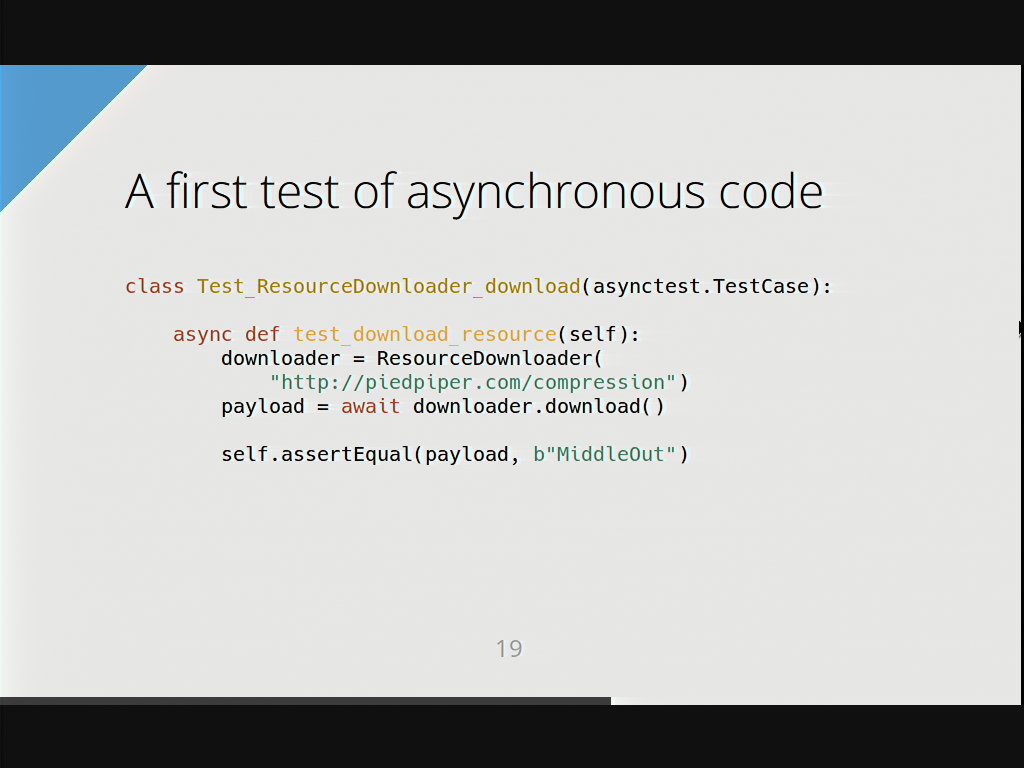 A first test of asynchronous code
class Test_ResourceDownloader_download(asynctest.TestCase):
    async def test_download_resource(self):
        downloader = ResourceDownloader(
            "http://piedpiper.com/compression")
        payload = await downloader.download()
        self.assertEqual(payload, b"MiddleOut")
19